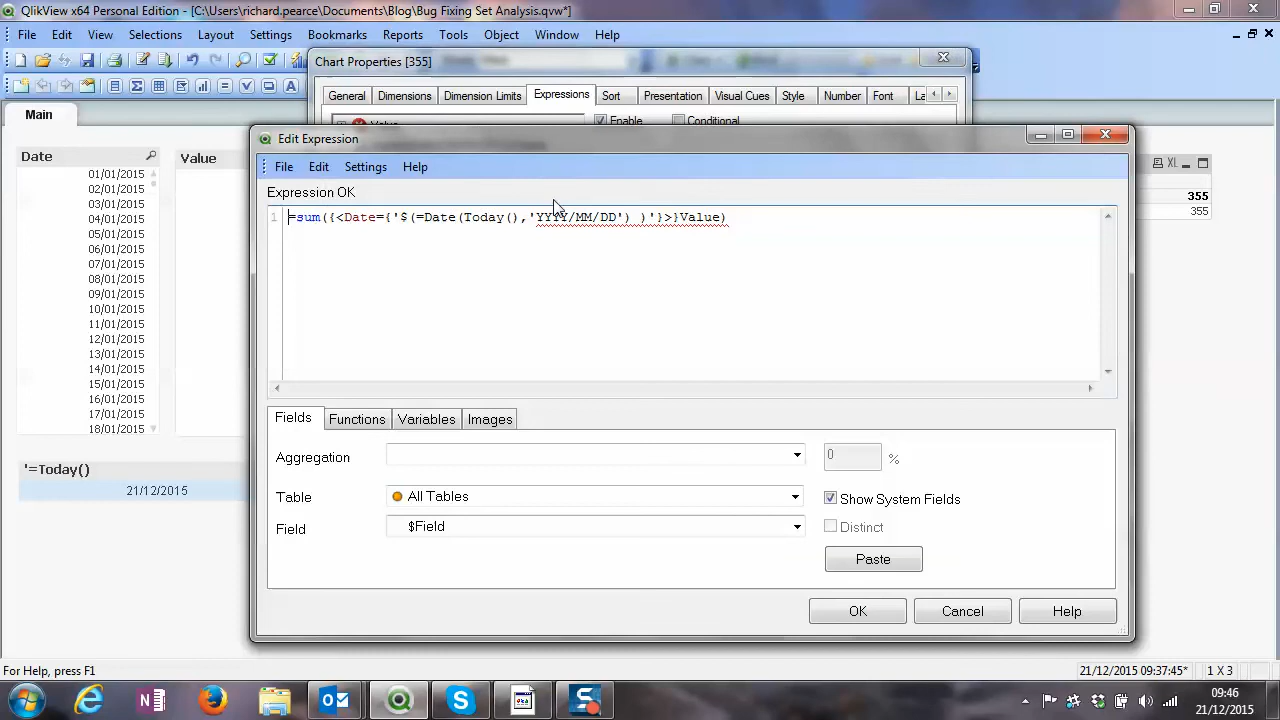 QlikView x64 Personal Edition - [C:\Users\richard.pearce\Documents\Blog\Bug Fixing Set Analysis.qvw*]
File Edit View Selections Layout Settings Bookmarks Reports Tools Object Window Help
Chart Properties [355]
General Dimensions Dimension Limits Expressions Sort Presentation Visual Cues Style Number Font La
Main
Value Enable Conditional
Edit Expression
Date Value
File Edit Settings Help
XL
01/01/2015
02/01/2015
03/01/2015
04/01/2015
05/01/2015
06/01/2015
07/01/2015
08/01/2015
09/01/2015
10/01/2015
11/01/2015
12/01/2015
13/01/2015
14/01/2015
15/01/2015
16/01/2015
17/01/2015
18/01/2015
Expression OK
355
355
1 =sum({<Date={'$(=Date(Today(),'YYYY/MM/DD') )'}>}Value)
Fields Functions Variables Images
Aggregation 0 %
'=Today()
21/12/2015
Table All Tables Show System Fields
Field $Field Distinct
Paste
OK Cancel Help
For Help, press F1 21/12/2015 09:37:45* 1 X 3
09:46
21/12/2015